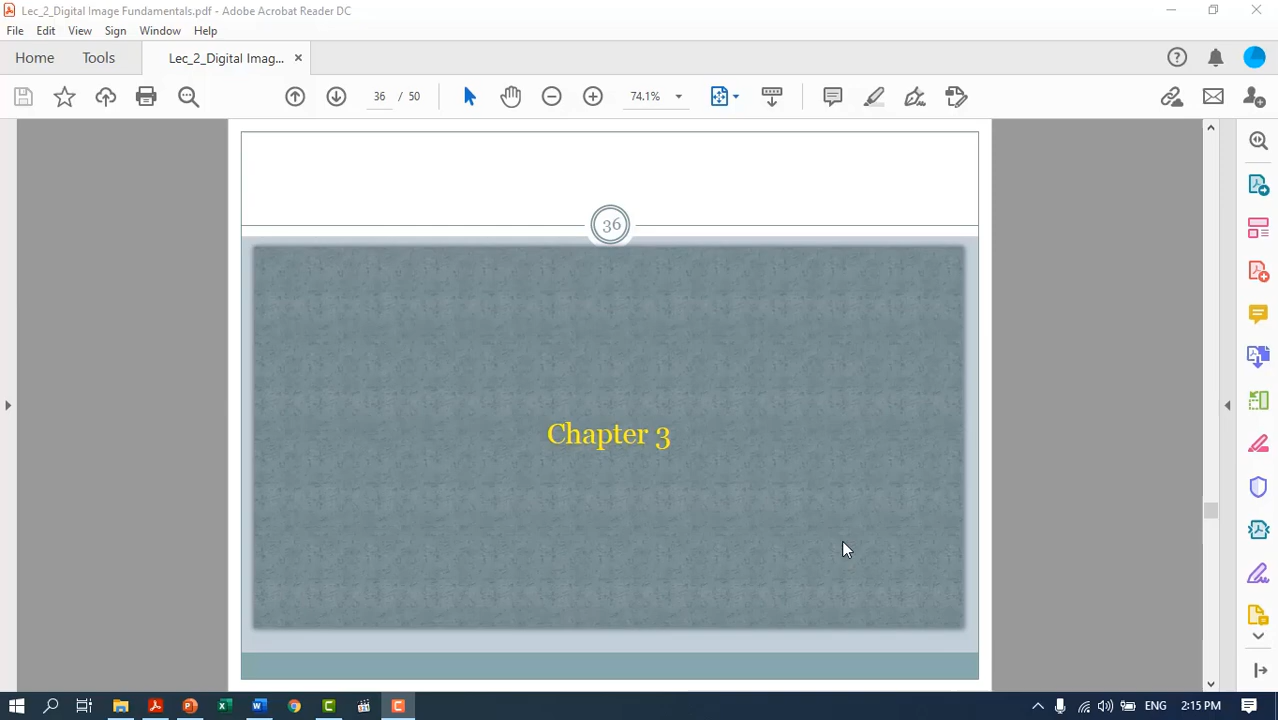 Lec_2_Digital Image Fundamentals.pdf - Adobe Acrobat Reader DC
File Edit View Sign Window Help
Home Tools Lec_2_Digital Imag... ×
36 / 50 74.1%
36
Chapter 3
ENG 2:15 PM